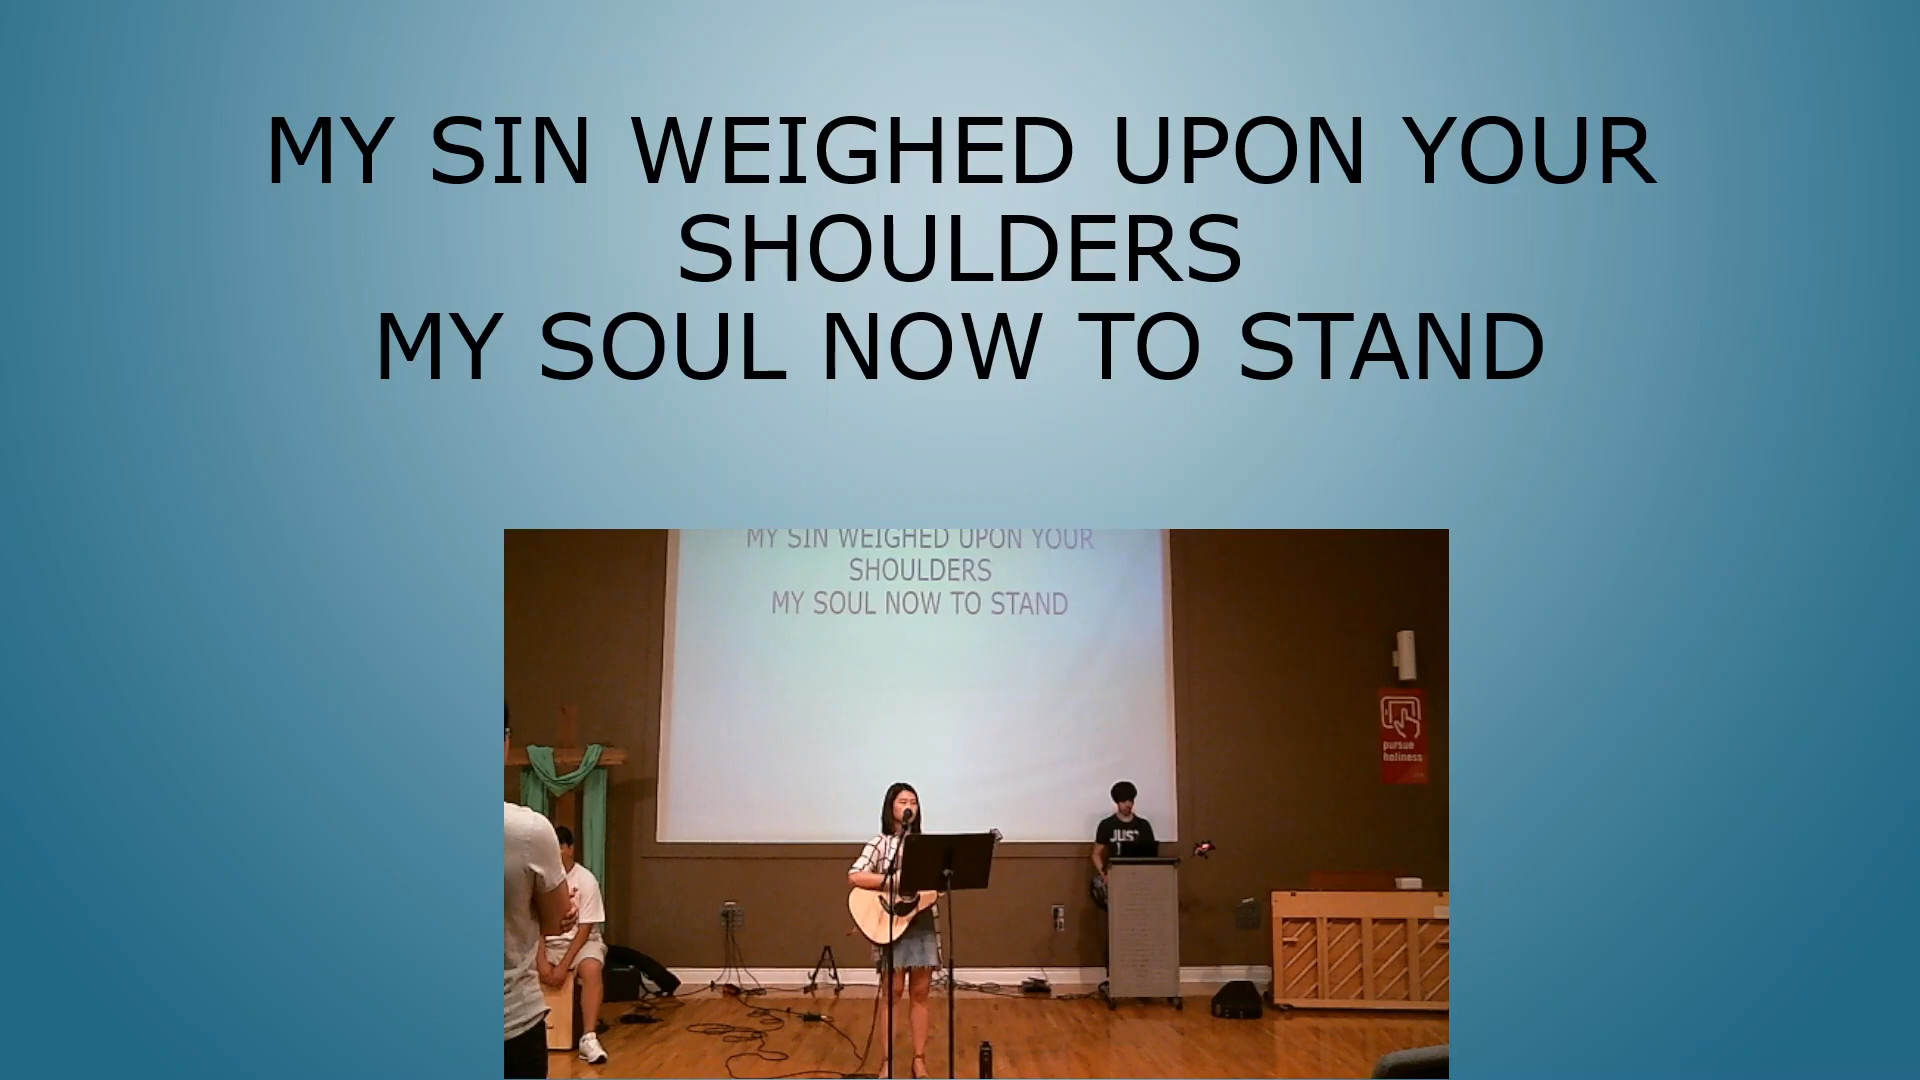 MY SIN WEIGHED UPON YOUR
SHOULDERS
MY SOUL NOW TO STAND
MY SIN WEIGHED UPON YOUR
SHOULDERS
MY SOUL NOW TO STAND
pursue
holiness
JUST